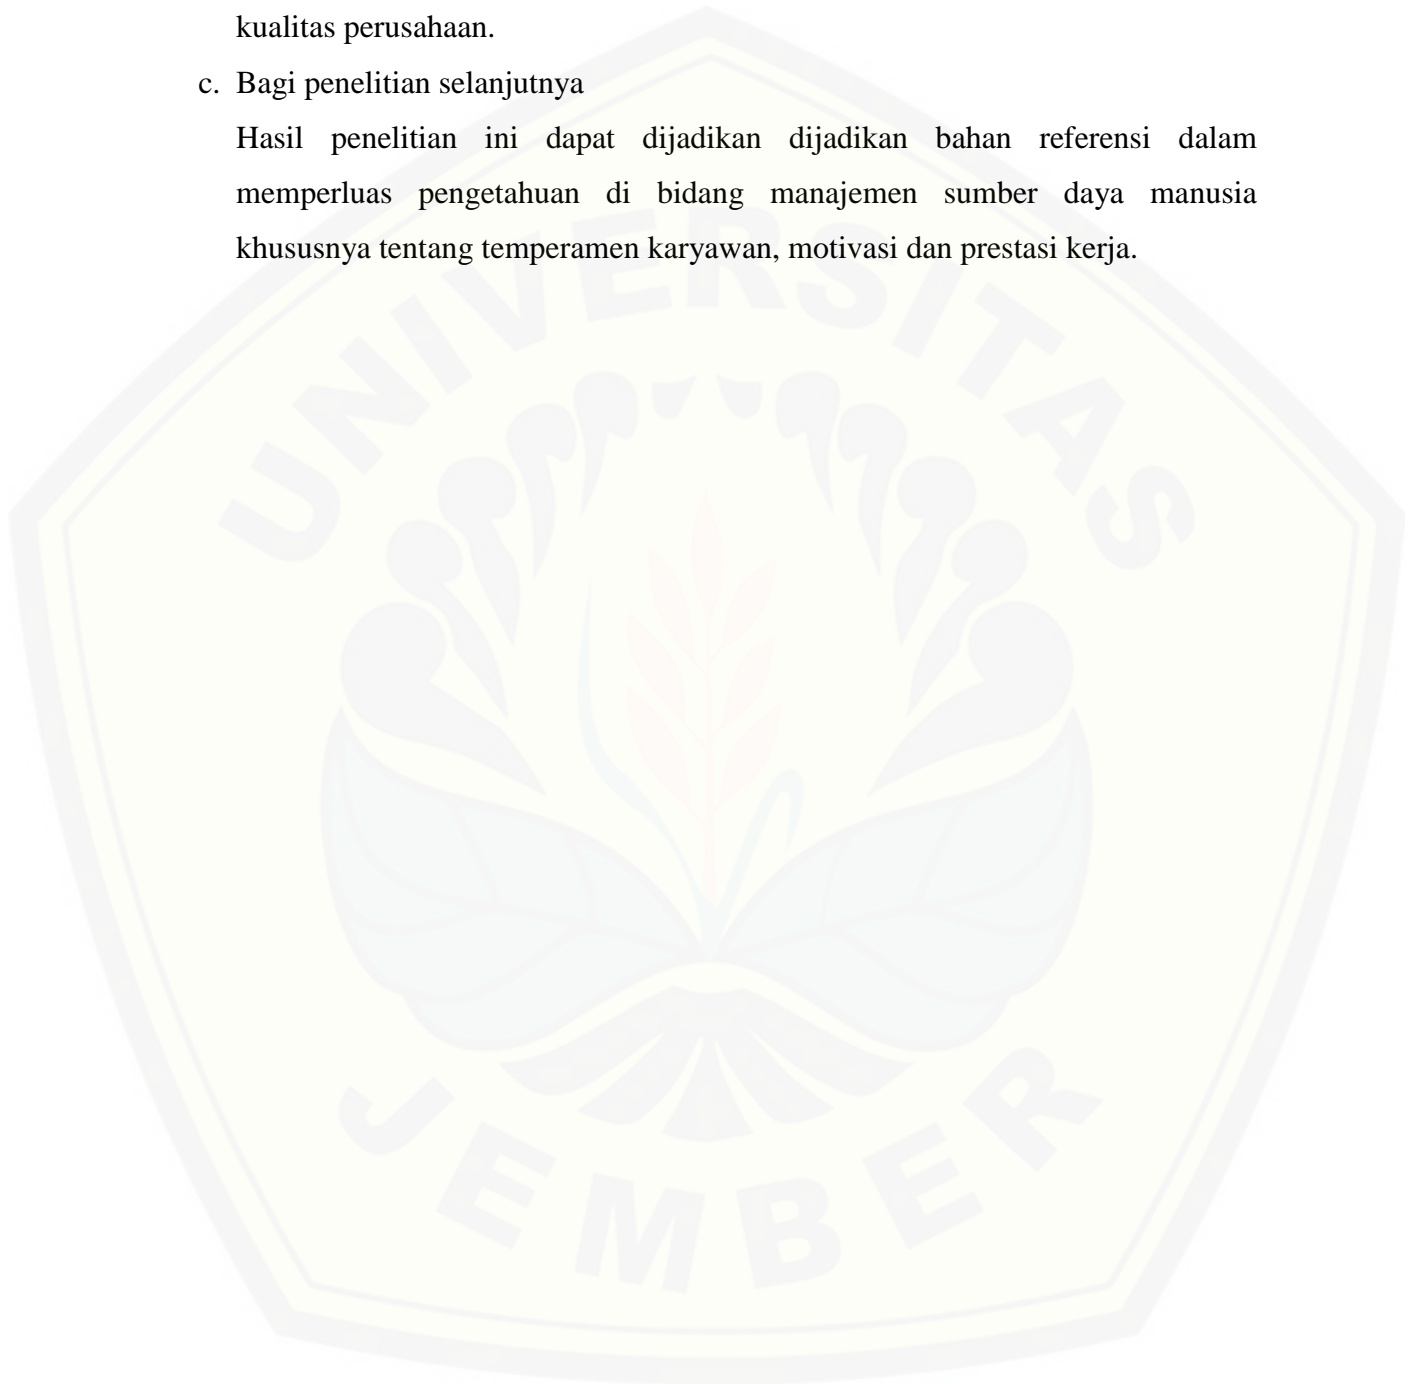 kualitas perusahaan.
c. Bagi penelitian selanjutnya
Hasil penelitian ini dapat dijadikan dijadikan bahan referensi dalam
memperluas pengetahuan di bidang manajemen sumber daya manusia
khususnya tentang temperamen karyawan, motivasi dan prestasi kerja.
UNIVERSITAS
JEMBER